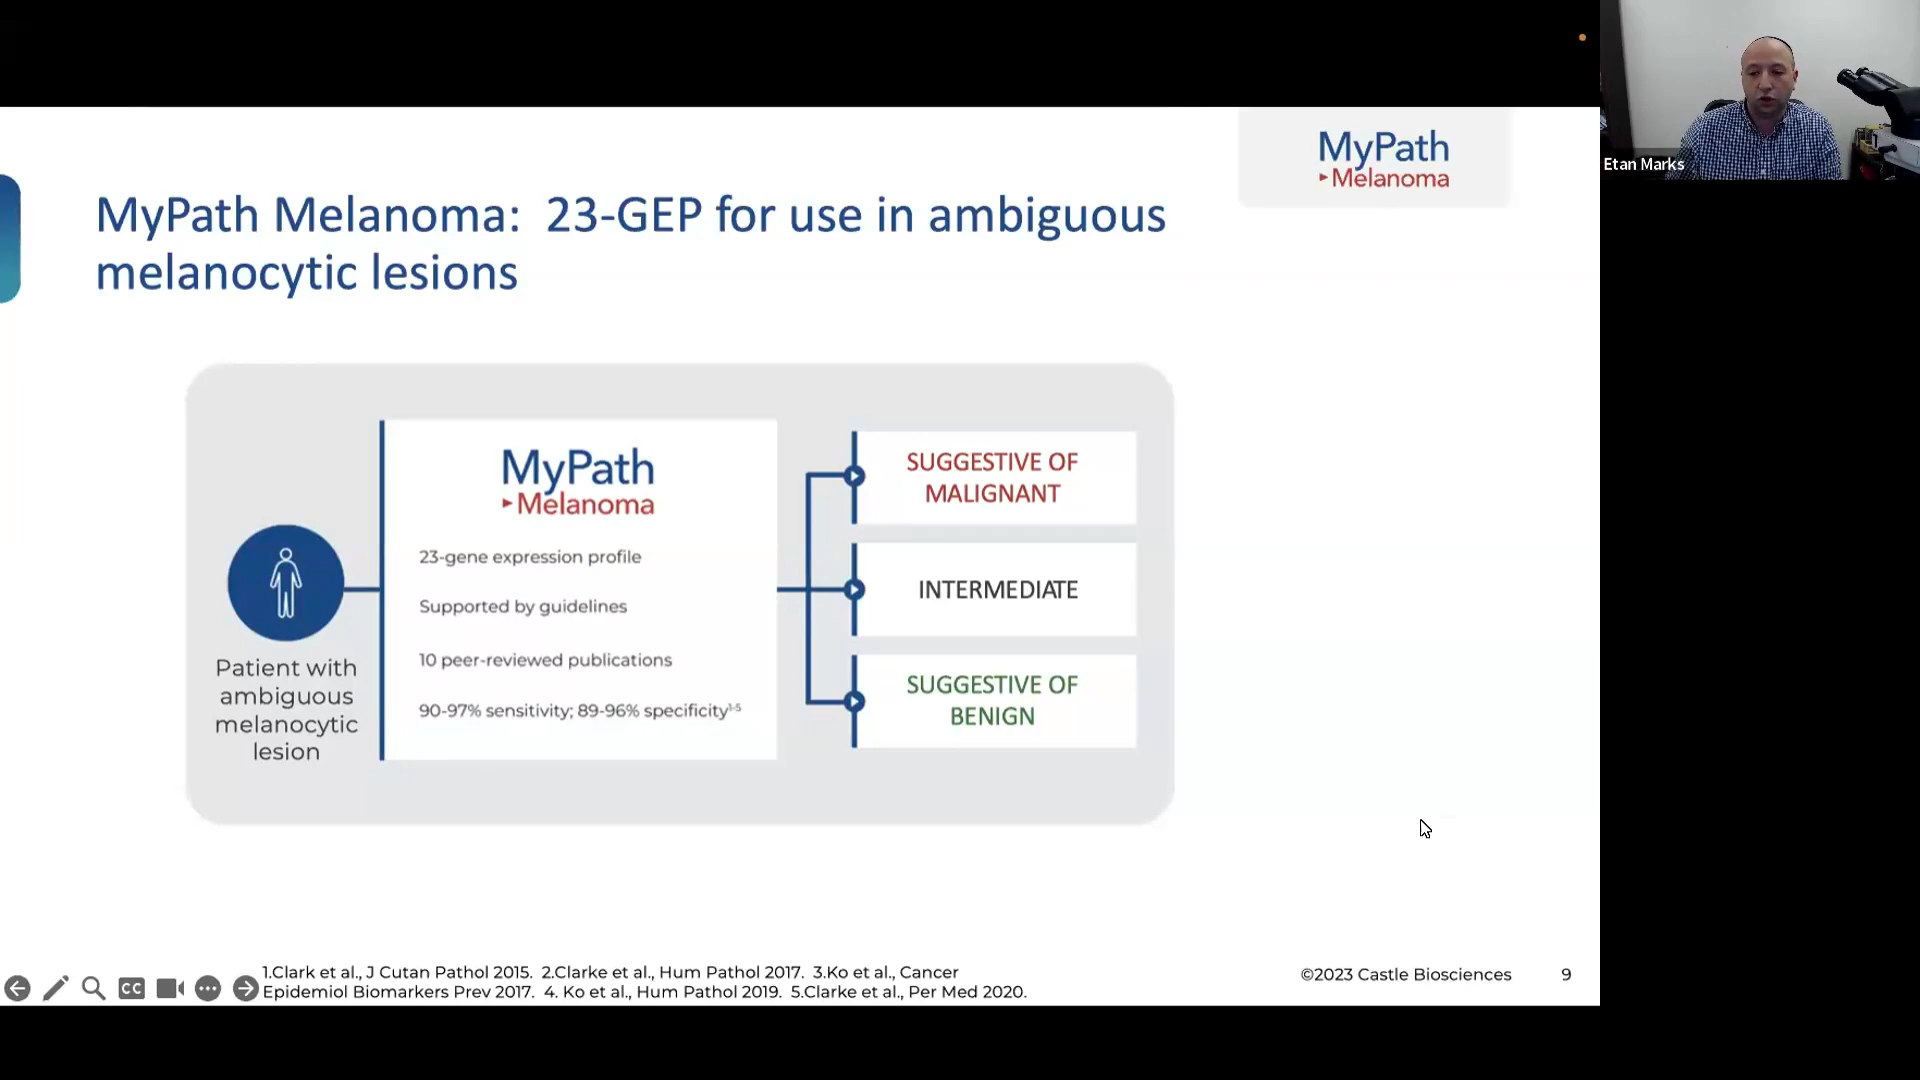 MyPath
Melanoma
Etan Marks
MyPath Melanoma:  23-GEP for use in ambiguous
melanocytic lesions
MyPath
Melanoma
23-gene expression profile
Supported by guidelines
10 peer-reviewed publications
90-97% sensitivity; 89-96% specificity1-5
Patient with
ambiguous
melanocytic
lesion
SUGGESTIVE OF
MALIGNANT
INTERMEDIATE
SUGGESTIVE OF
BENIGN
CC
1.Clark et al., J Cutan Pathol 2015.  2.Clarke et al., Hum Pathol 2017.  3.Ko et al., Cancer
Epidemiol Biomarkers Prev 2017.  4. Ko et al., Hum Pathol 2019.  5.Clarke et al., Per Med 2020.
©2023 Castle Biosciences
9